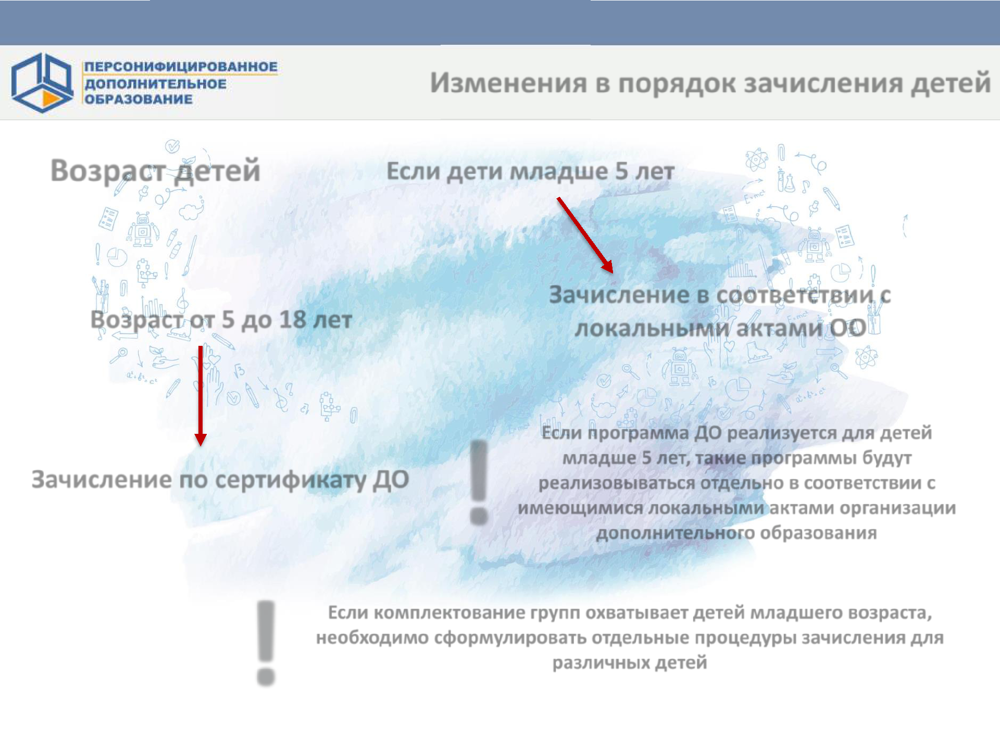 ПЕРСОНИФИЦИРОВАННОЕ
ДОПОЛНИТЕЛЬНОЕ
ОБРАЗОВАНИЕ
Изменения в порядок зачисления детей
Возраст детей
Если дети младше 5 лет
Возраст от 5 до 18 лет
Зачисление в соответствии с
локальными актами ОО
Зачисление по сертификату ДО
!
Если программа ДО реализуется для детей
младше 5 лет, такие программы будут
реализовываться отдельно в соответствии с
имеющимися локальными актами организации
дополнительного образования
!
Если комплектование групп охватывает детей младшего возраста,
необходимо сформулировать отдельные процедуры зачисления для
различных детей